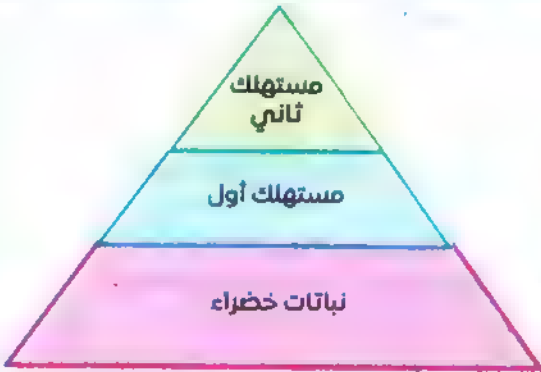 مستهلك
ثاني
مستهلك أول
نباتات خضراء